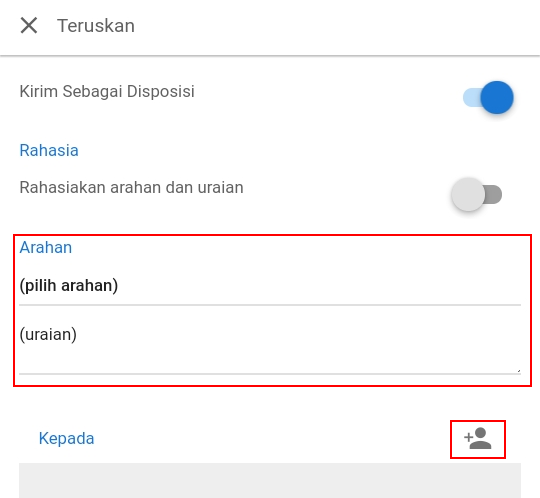 Teruskan
Kirim Sebagai Disposisi
Rahasia
Rahasiakan arahan dan uraian
Arahan
(pilih arahan)
(uraian)
Kepada